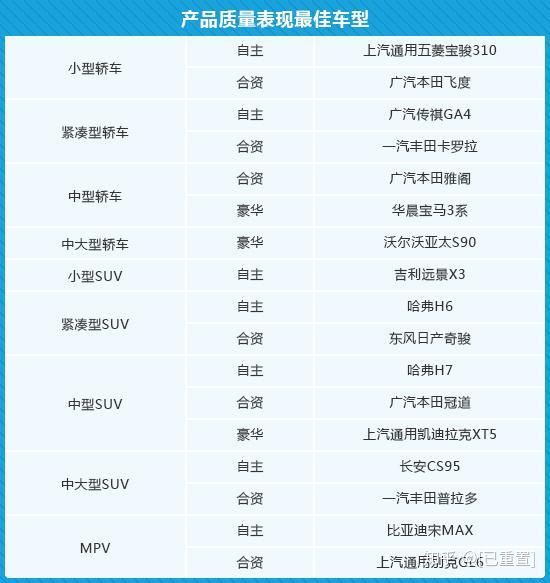 产品质量表现最佳车型
小型轿车
自主 上汽通用五菱宝骏310
合资 广汽本田飞度
紧凑型轿车
自主 广汽传祺GA4
合资 一汽丰田卡罗拉
中型轿车
合资 广汽本田雅阁
豪华 华晨宝马3系
中大型轿车 豪华 沃尔沃亚太S90
小型SUV 自主 吉利远景X3
紧凑型SUV
自主 哈弗H6
合资 东风日产奇骏
中型SUV
自主 哈弗H7
合资 广汽本田冠道
豪华 上汽通用凯迪拉克XT5
中大型SUV
自主 长安CS95
合资 一汽丰田普拉多
MPV
自主 比亚迪宋MAX
合资 上汽通用别克GL6
知乎 @[已重置]